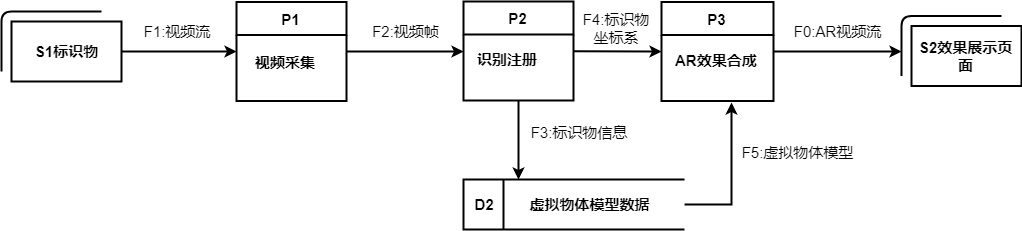 S1标识物
F1:视频流
P1
视频采集
F2:视频帧
P2
识别注册
F4:标识物
坐标系
P3
AR效果合成
F0:AR视频流
S2效果展示页
面
F3:标识物信息
F5:虚拟物体模型
D2
虚拟物体模型数据